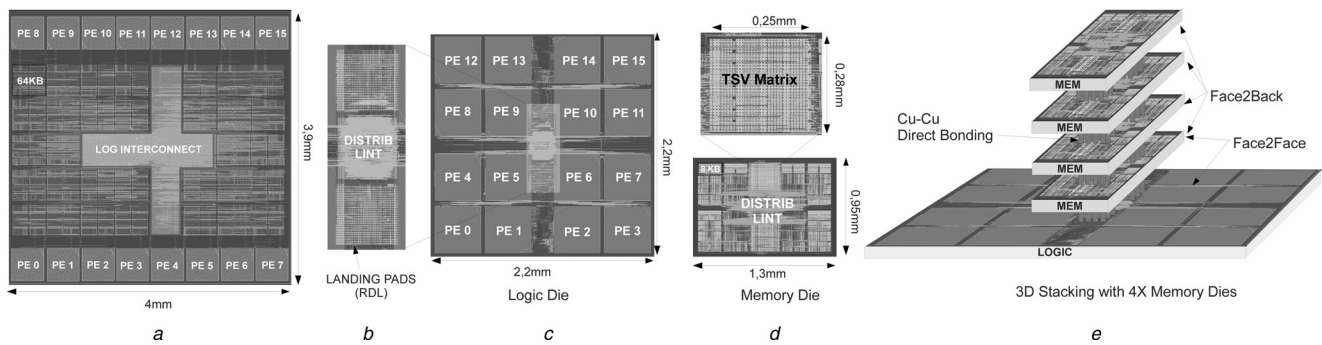 PE 8 PE 9 PE 10 PE 11 PE 12 PE 13 PE 14 PE 15
64KB
LOG INTERCONNECT
3,9mm
PE 0 PE 1 PE 2 PE 3 PE 4 PE 5 PE 6 PE 7
4mm
a
DISTRIB
LINT
LANDING PADS
(RDL)
b
PE 12 PE 13 PE 14 PE 15
PE 8 PE 9 PE 10 PE 11
PE 4 PE 5 PE 6 PE 7
PE 0 PE 1 PE 2 PE 3
2,2mm
2,2mm
Logic Die
c
0,25mm
TSV Matrix
0,28mm
8 KB
DISTRIB
LINT
0,95mm
1,3mm
Memory Die
d
MEM
MEM
MEM
MEM
Cu-Cu
Direct Bonding
Face2Back
Face2Face
LOGIC
3D Stacking with 4X Memory Dies
e